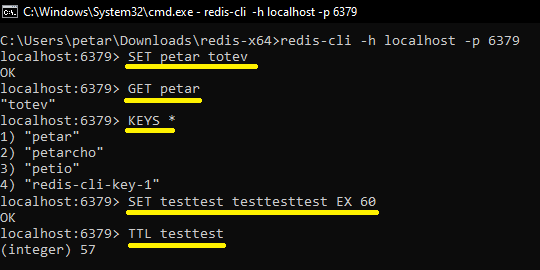 C:\Windows\System32\cmd.exe - redis-cli -h localhost -p 6379
C:\Users\petar\Downloads\redis-x64>redis-cli -h localhost -p 6379
localhost:6379> SET petar totev
OK
localhost:6379> GET petar
"totev"
localhost:6379> KEYS *
1) "petar"
2) "petarcho"
3) "petio"
4) "redis-cli-key-1"
localhost:6379> SET testtest testtesttest EX 60
OK
localhost:6379> TTL testtest
(integer) 57